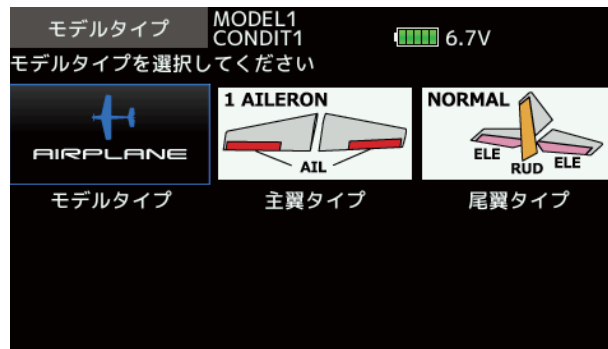 モデルタイプ
MODEL1
CONDIT1
6.7V
モデルタイプを選択してください
AIRPLANE
1 AILERON
AIL
NORMAL
ELE
RUD
ELE
モデルタイプ
主翼タイプ
尾翼タイプ